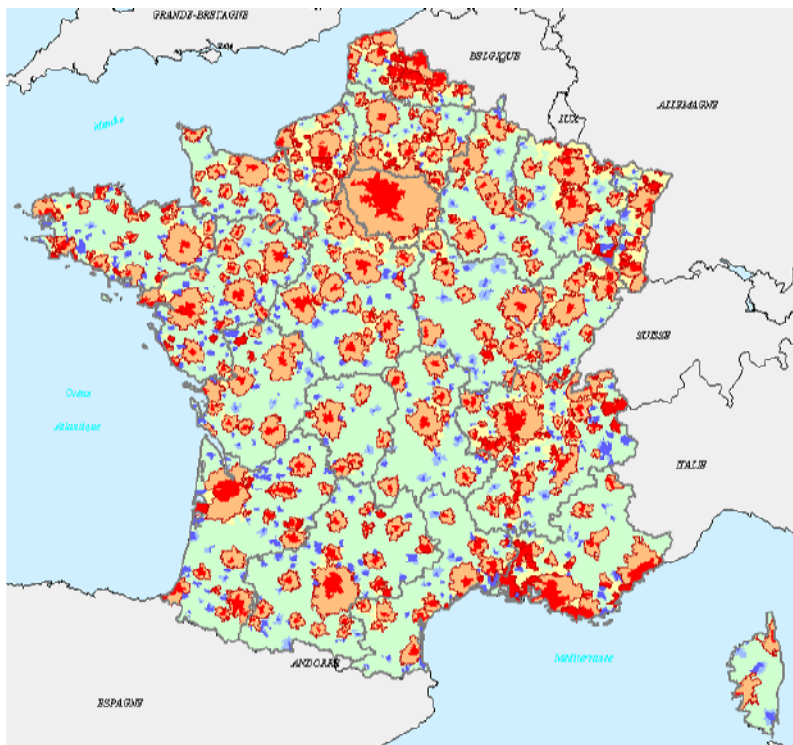 GRANDE-BRETAGNE
BELGIQUE
LUX
ALLEMAGNE
Manche
SUISSE
Océan
Atlantique
ITALIE
Méditerranée
ANDORRE
ESPAGNE